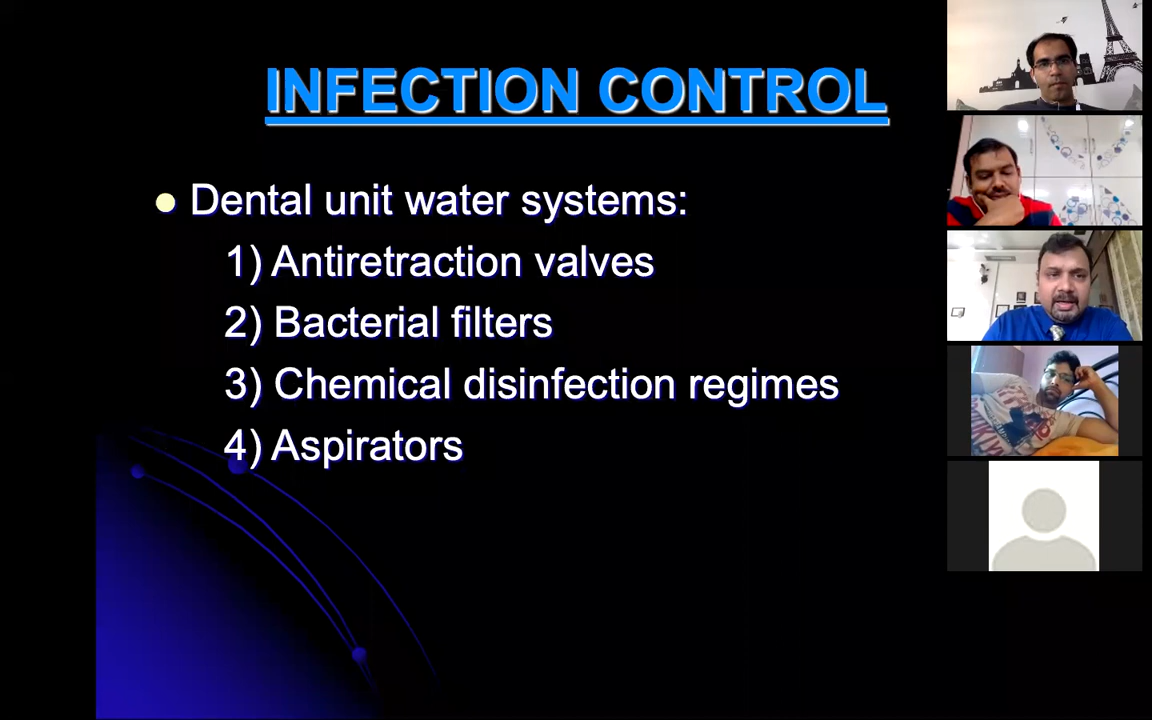 INFECTION CONTROL
Dental unit water systems:
1) Antiretraction valves
2) Bacterial filters
3) Chemical disinfection regimes
4) Aspirators